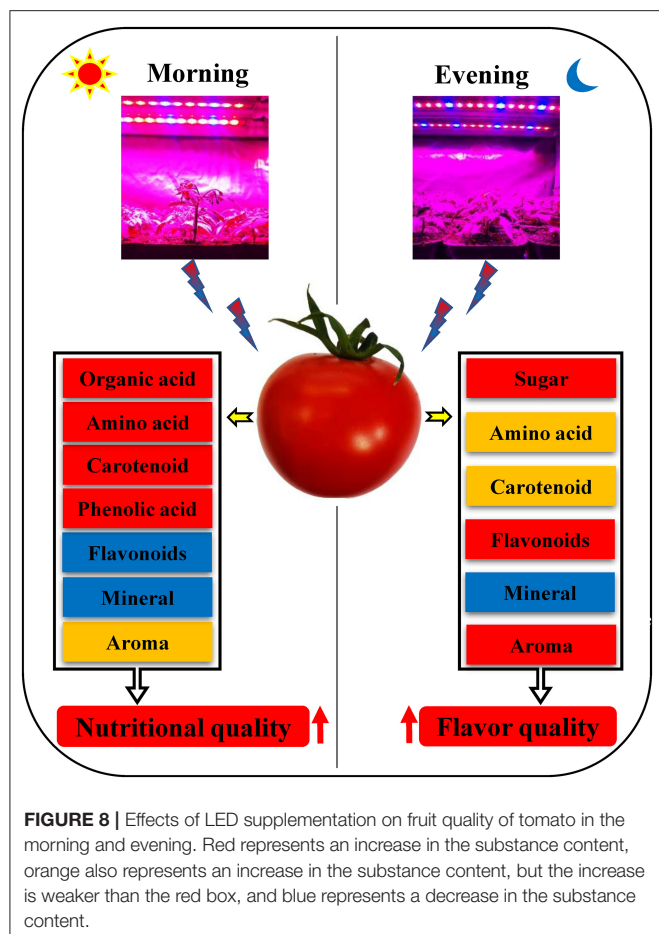 Morning
Evening
Organic acid
Amino acid
Carotenoid
Phenolic acid
Flavonoids
Mineral
Aroma
Nutritional quality
Sugar
Amino acid
Carotenoid
Flavonoids
Mineral
Aroma
Flavor quality
FIGURE 8 | Effects of LED supplementation on fruit quality of tomato in the
morning and evening. Red represents an increase in the substance content,
orange also represents an increase in the substance content, but the increase
is weaker than the red box, and blue represents a decrease in the substance
content.